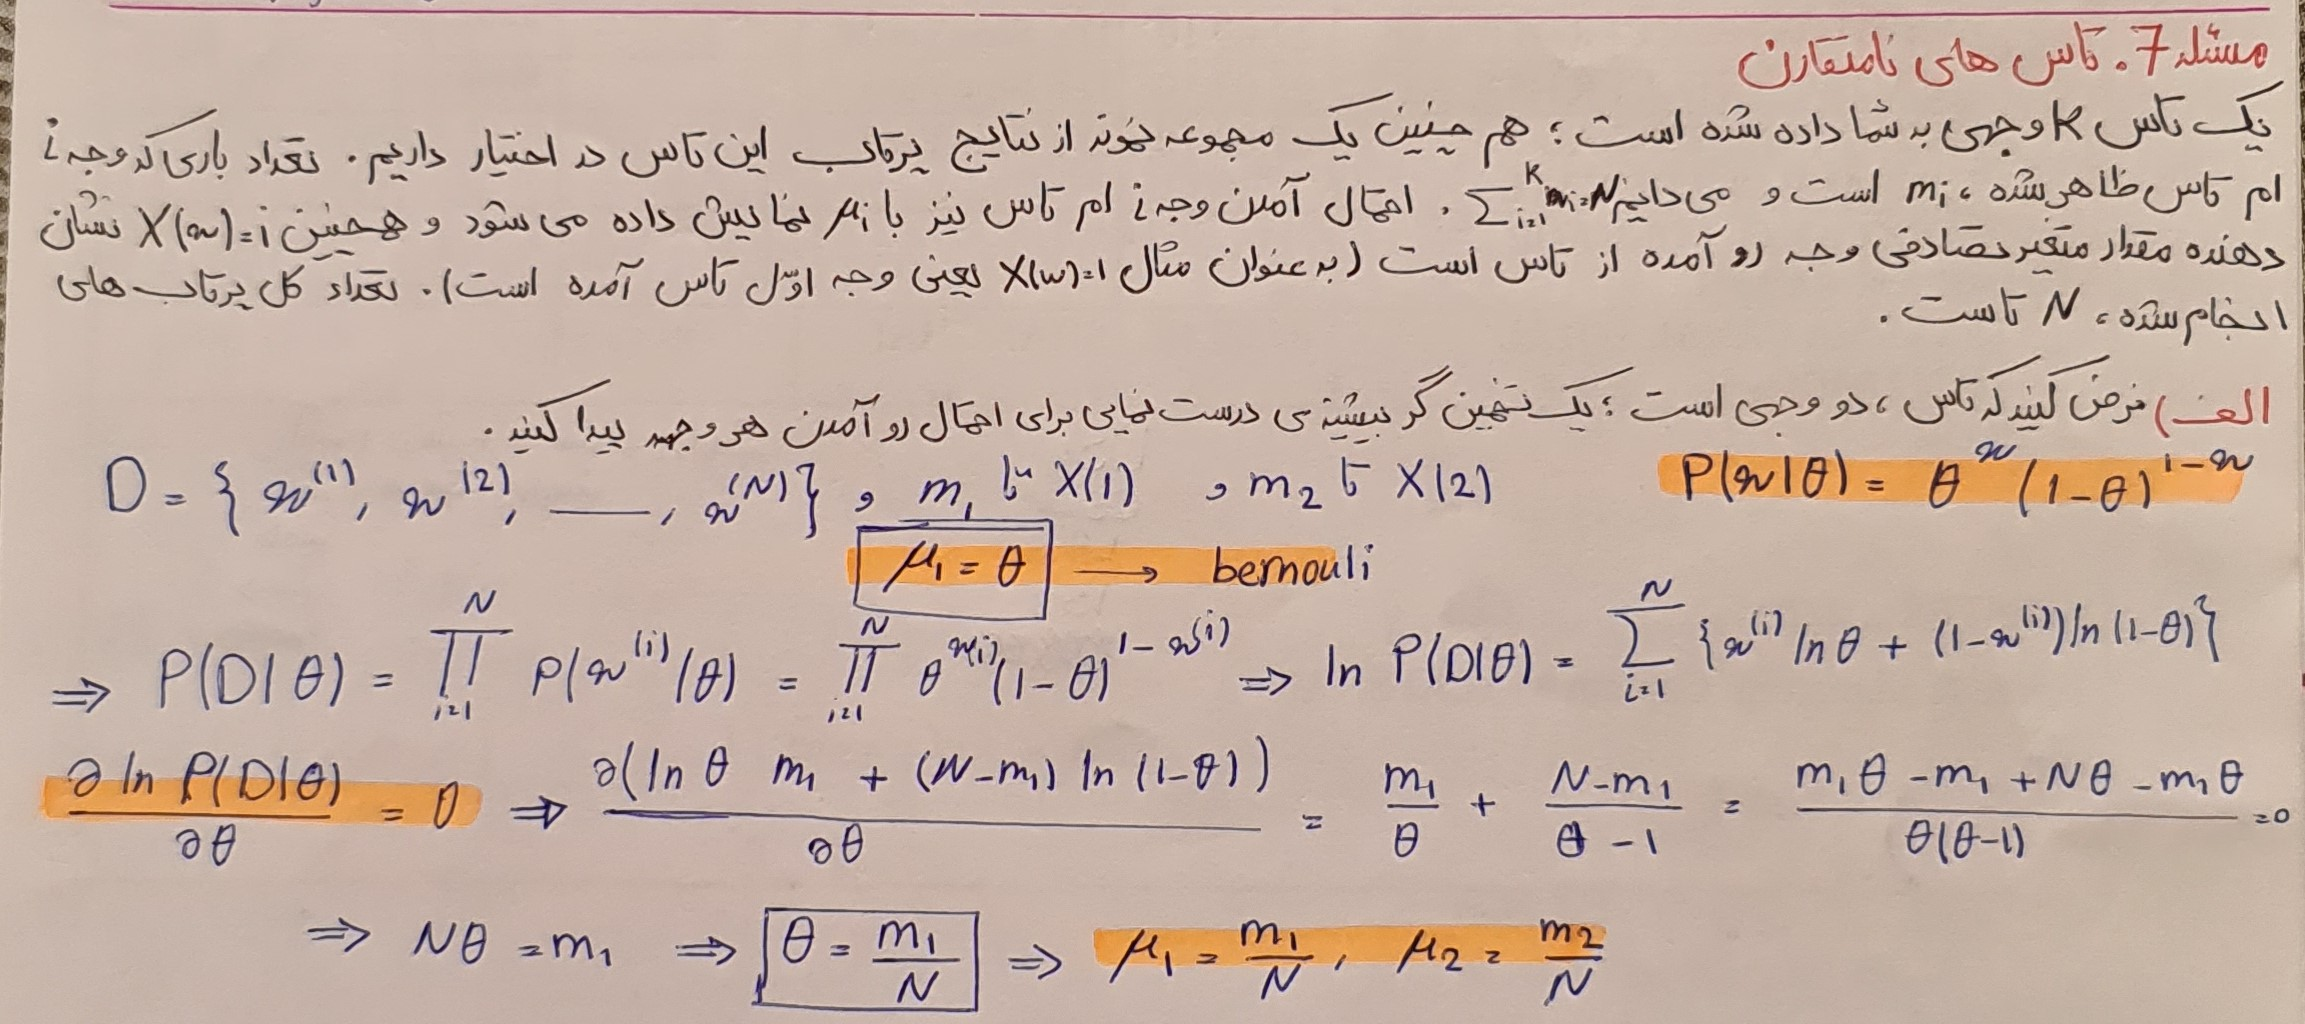 مسئله 7. تاس های نامتقارن
یک تاس K وجهی به شما داده شده است؛ هم چنین یک مجموعه نمونه از نتایج پرتاب این تاس در اختیار داریم. تعداد باری که وجه i
ام تاس ظاهر شده، mᵢ است و می دانیم ∑ᵢ₌₁ᴷ mᵢ=N. احتمال آمدن وجه i ام تاس نیز با μᵢ نمایش داده می شود و همچنین X(ω)=i نشان
دهنده مقدار متغیر تصادفی وجه رو آمده از تاس است (به عنوان مثال X(ω)=1 یعنی وجه اوّل تاس آمده است). تعداد کل پرتاب های
انجام شده، N تاست.
الف) فرض کنید که تاس، دو وجهی است؛ یک تخمین گر بیشینه ی درست نمایی برای احتمال رو آمدن هر وجه پیدا کنید.
D = { x^(1), x^(2), ___, x^(N) } , m₁ تا X(1) , m₂ تا X(2) P(x|θ) = θ^x (1-θ)^(1-x)
μ₁ = θ → bernouli
⇒ P(D|θ) = ∏_{i=1}^{N} P(x^(i)|θ) = ∏_{i=1}^{N} θ^{x(i)} (1-θ)^{1-x^(i)} ⇒ ln P(D|θ) = ∑_{i=1}^{N} {x^(i) ln θ + (1-x^(i)) ln (1-θ)}
∂ ln P(D|θ)/∂θ = 0 ⇒ ∂(ln θ m₁ + (N-m₁) ln (1-θ))/∂θ = m₁/θ + (N-m₁)/(θ-1) = (m₁θ - m₁ + Nθ - m₁θ)/(θ(θ-1)) = 0
⇒ Nθ = m₁ ⇒ θ = m₁/N ⇒ μ₁ = m₁/N , μ₂ = m₂/N